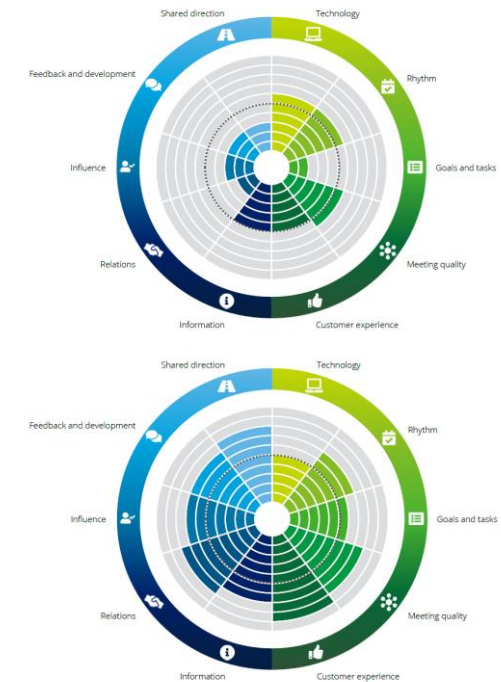 Shared direction
Technology
Feedback and development
Rhythm
Influence
Goals and tasks
Relations
Meeting quality
Information
Customer experience
Shared direction
Technology
Feedback and development
Rhythm
Influence
Goals and tasks
Relations
Meeting quality
Information
Customer experience